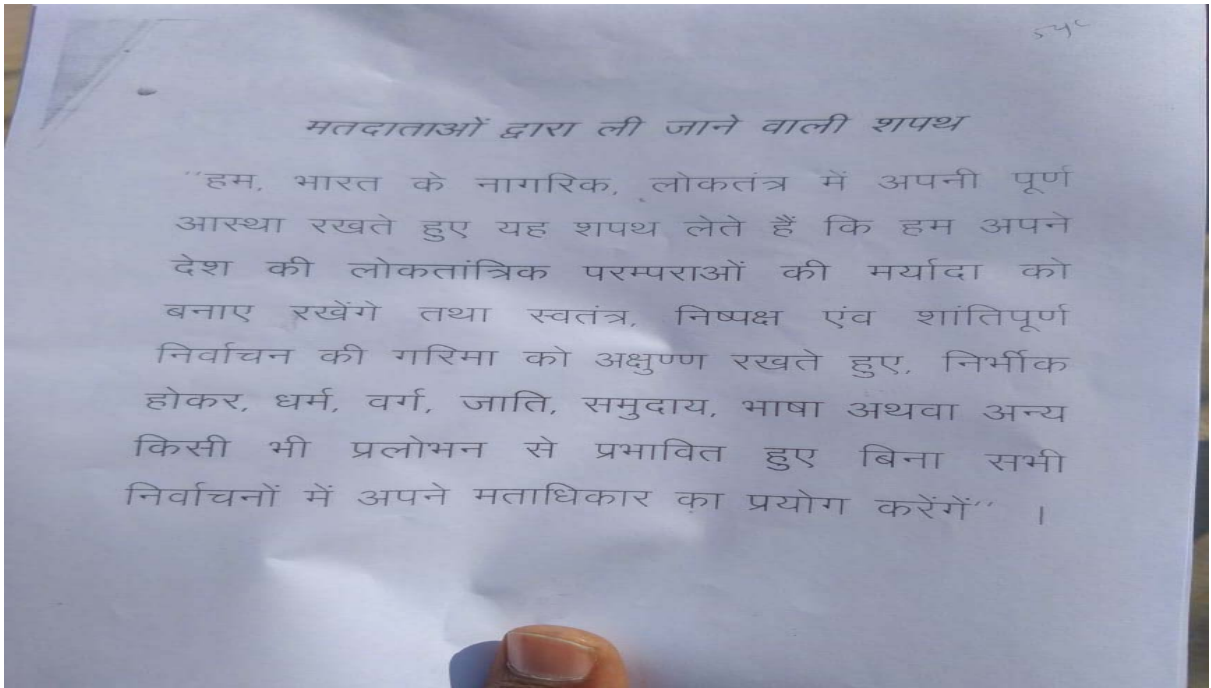 मतदाताओं द्वारा ली जाने वाली शपथ
"हम, भारत के नागरिक, लोकतंत्र में अपनी पूर्ण
आस्था रखते हुए यह शपथ लेते हैं कि हम अपने
देश की लोकतांत्रिक परम्पराओं की मर्यादा को
बनाए रखेंगे तथा स्वतंत्र, निष्पक्ष एंव शांतिपूर्ण
निर्वाचन की गरिमा को अक्षुण्ण रखते हुए, निर्भीक
होकर, धर्म, वर्ग, जाति, समुदाय, भाषा अथवा अन्य
किसी भी प्रलोभन से प्रभावित हुए बिना सभी
निर्वाचनों में अपने मताधिकार का प्रयोग करेंगें" ।